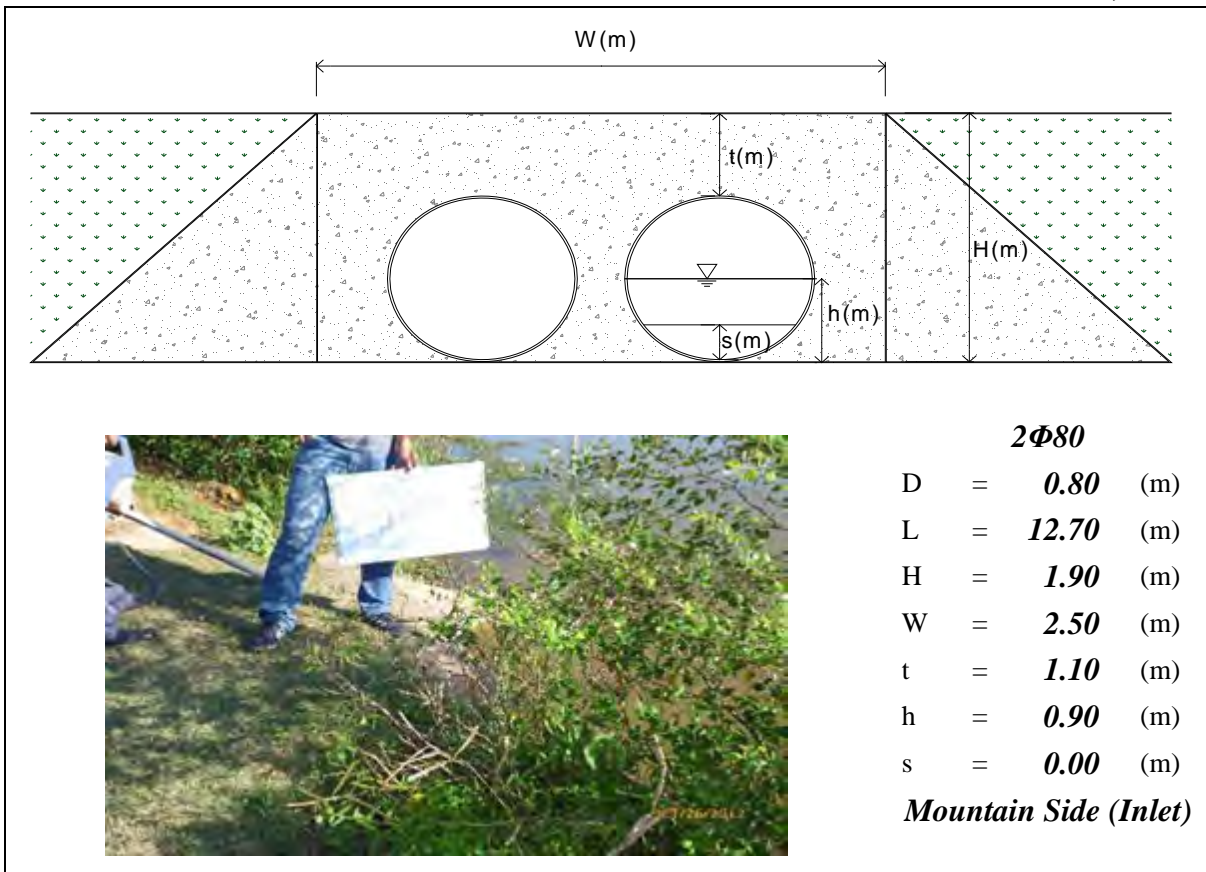 W(m)
t(m)
H(m)
h(m)
s(m)
2Φ80
D = 0.80 (m)
L = 12.70 (m)
H = 1.90 (m)
W = 2.50 (m)
t = 1.10 (m)
h = 0.90 (m)
s = 0.00 (m)
Mountain Side (Inlet)